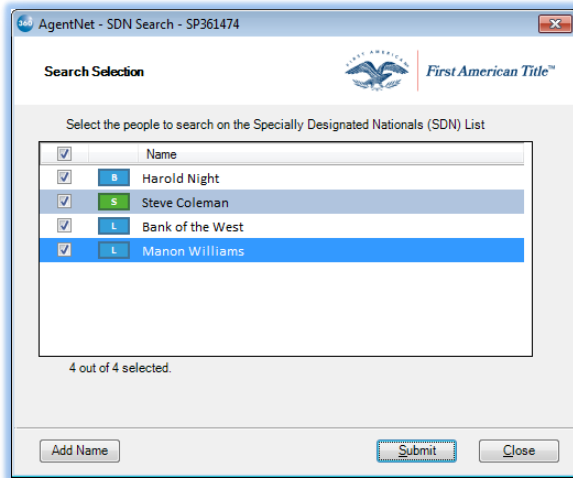 360 AgentNet - SDN Search - SP361474
Search Selection
FIRST AMERICAN
First American Title™
Select the people to search on the Specially Designated Nationals (SDN) List
Name
B Harold Night
S Steve Coleman
L Bank of the West
L Manon Williams
4 out of 4 selected.
Add Name Submit Close